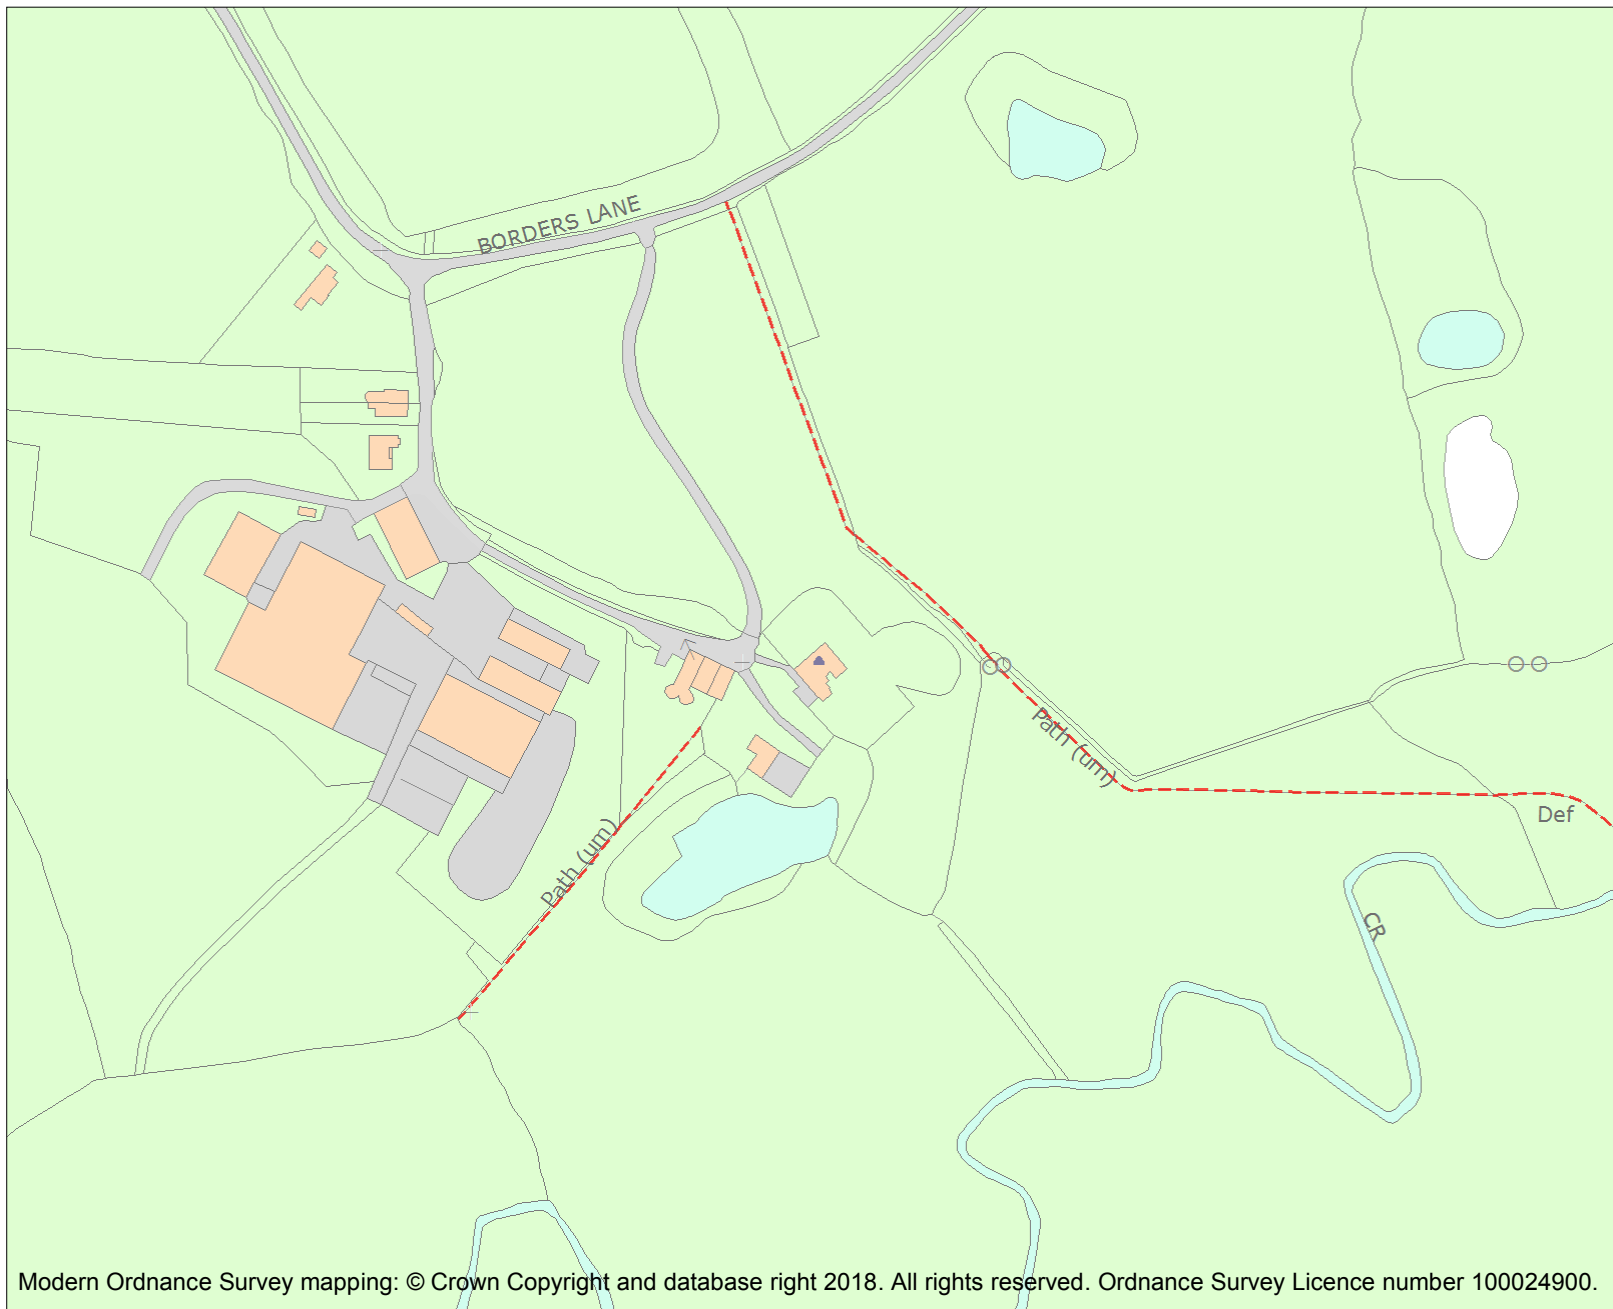 BORDERS LANE
Path (um)
Def
Path (um)
CR
Modern Ordnance Survey mapping: © Crown Copyright and database right 2018. All rights reserved. Ordnance Survey Licence number 100024900.